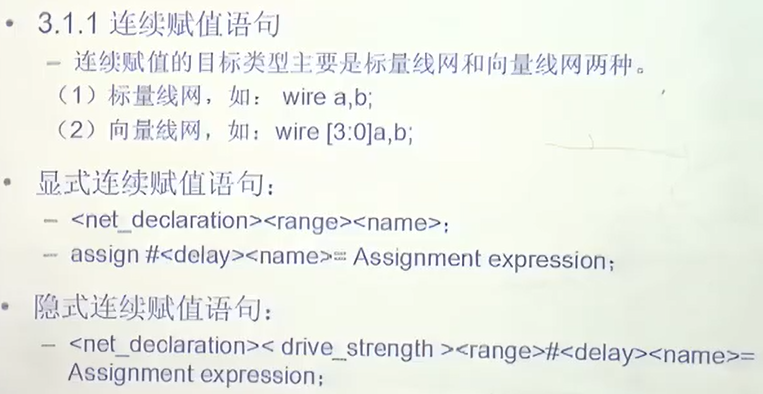 • 3.1.1 连续赋值语句
– 连续赋值的目标类型主要是标量线网和向量线网两种。
（1）标量线网，如： wire a,b;
（2）向量线网，如：wire [3:0]a,b;
• 显式连续赋值语句：
– <net_declaration><range><name>；
– assign #<delay><name>= Assignment expression；
• 隐式连续赋值语句：
– <net_declaration>< drive_strength ><range>#<delay><name>=
Assignment expression；